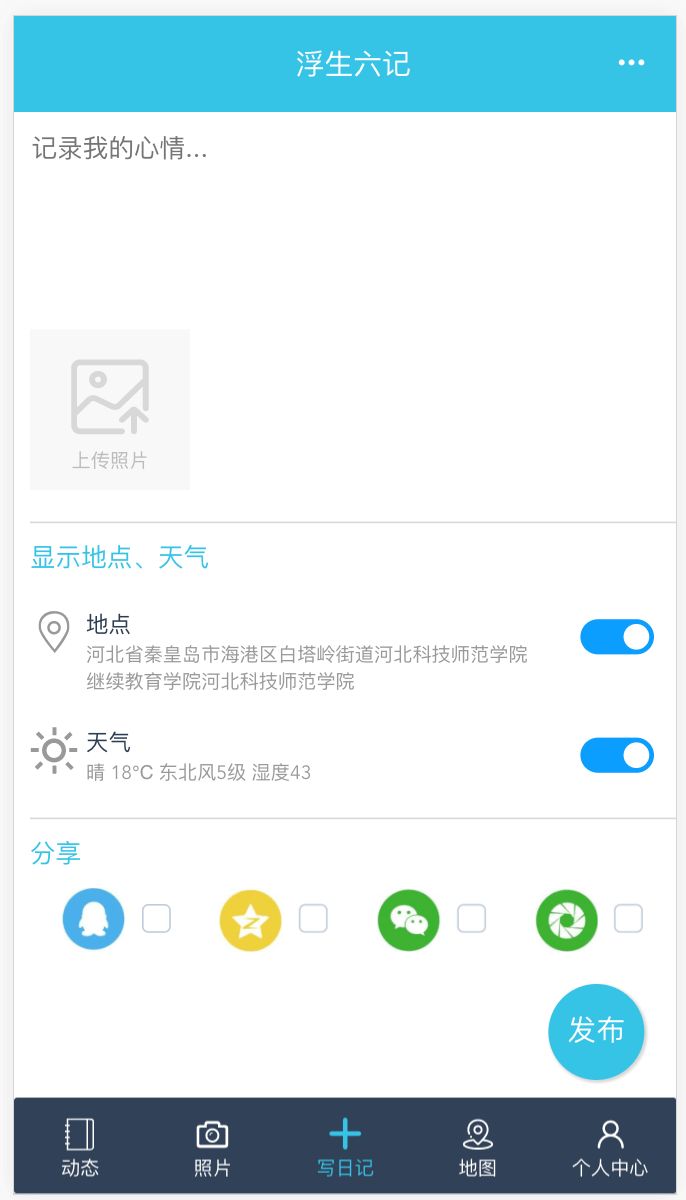 浮生六记
记录我的心情...
上传照片
显示地点、天气
地点
河北省秦皇岛市海港区白塔岭街道河北科技师范学院
继续教育学院河北科技师范学院
天气
晴 18℃ 东北风5级 湿度43
分享
发布
动态
照片
写日记
地图
个人中心